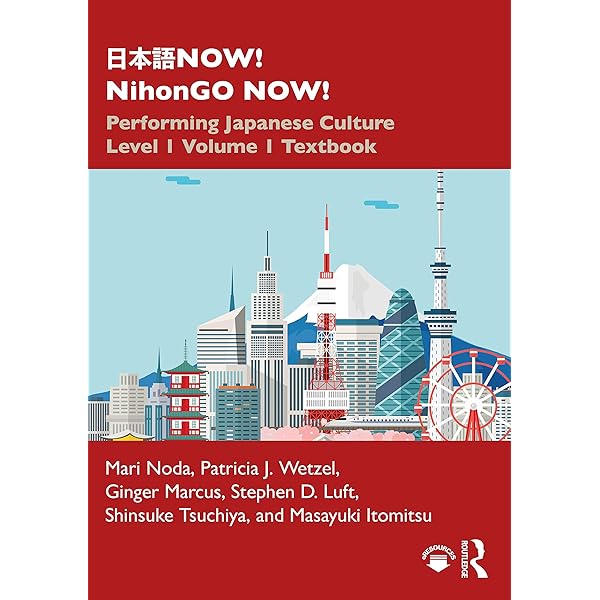 日本語NOW!
NihonGO NOW!
Performing Japanese Culture
Level 1 Volume 1 Textbook
Mari Noda, Patricia J. Wetzel,
Ginger Marcus, Stephen D. Luft,
Shinsuke Tsuchiya, and Masayuki Itomitsu
eRESOURCES
ROUTLEDGE